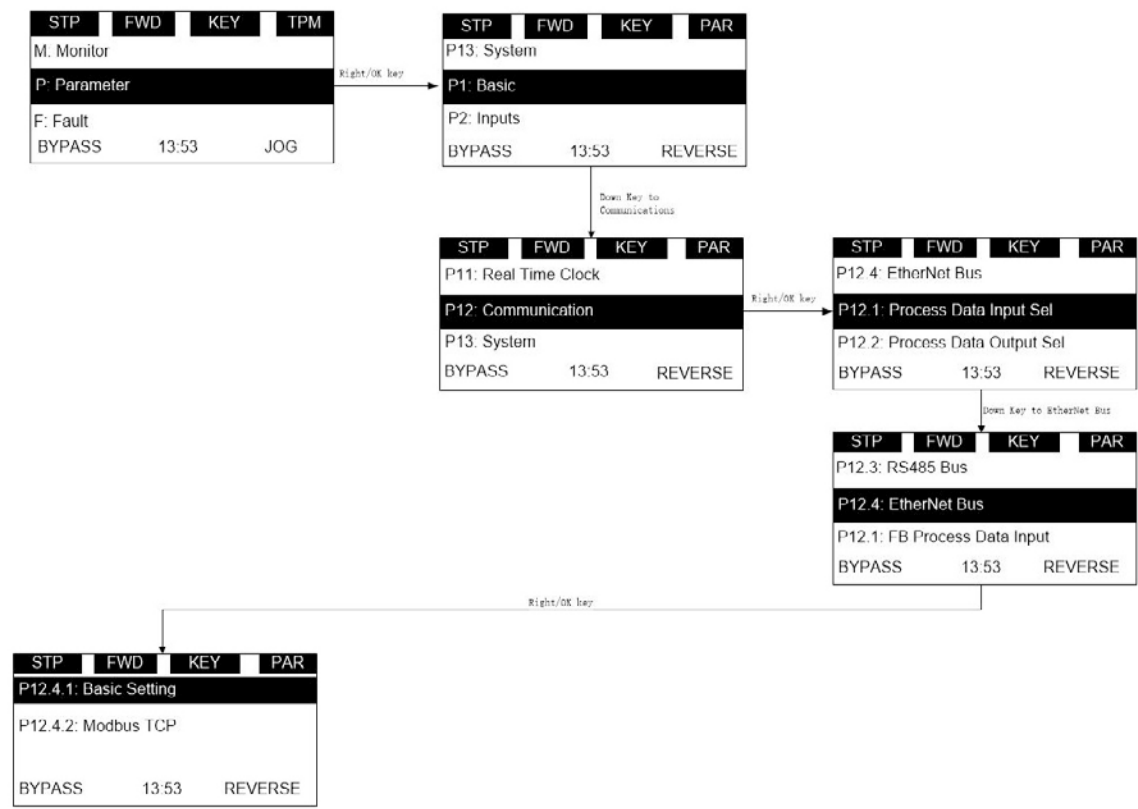 STP FWD KEY TPM
M: Monitor
P: Parameter
F: Fault
BYPASS 13:53 JOG
Right/OK key
STP FWD KEY PAR
P13: System
P1: Basic
P2: Inputs
BYPASS 13:53 REVERSE
Down Key to
Communications
STP FWD KEY PAR
P11: Real Time Clock
P12: Communication
P13: System
BYPASS 13:53 REVERSE
Right/OK key
STP FWD KEY PAR
P12.4: EtherNet Bus
P12.1: Process Data Input Sel
P12.2: Process Data Output Sel
BYPASS 13:53 REVERSE
Down Key to EtherNet Bus
STP FWD KEY PAR
P12.3: RS485 Bus
P12.4: EtherNet Bus
P12.1: FB Process Data Input
BYPASS 13:53 REVERSE
Right/OK key
STP FWD KEY PAR
P12.4.1: Basic Setting
P12.4.2: Modbus TCP
BYPASS 13:53 REVERSE